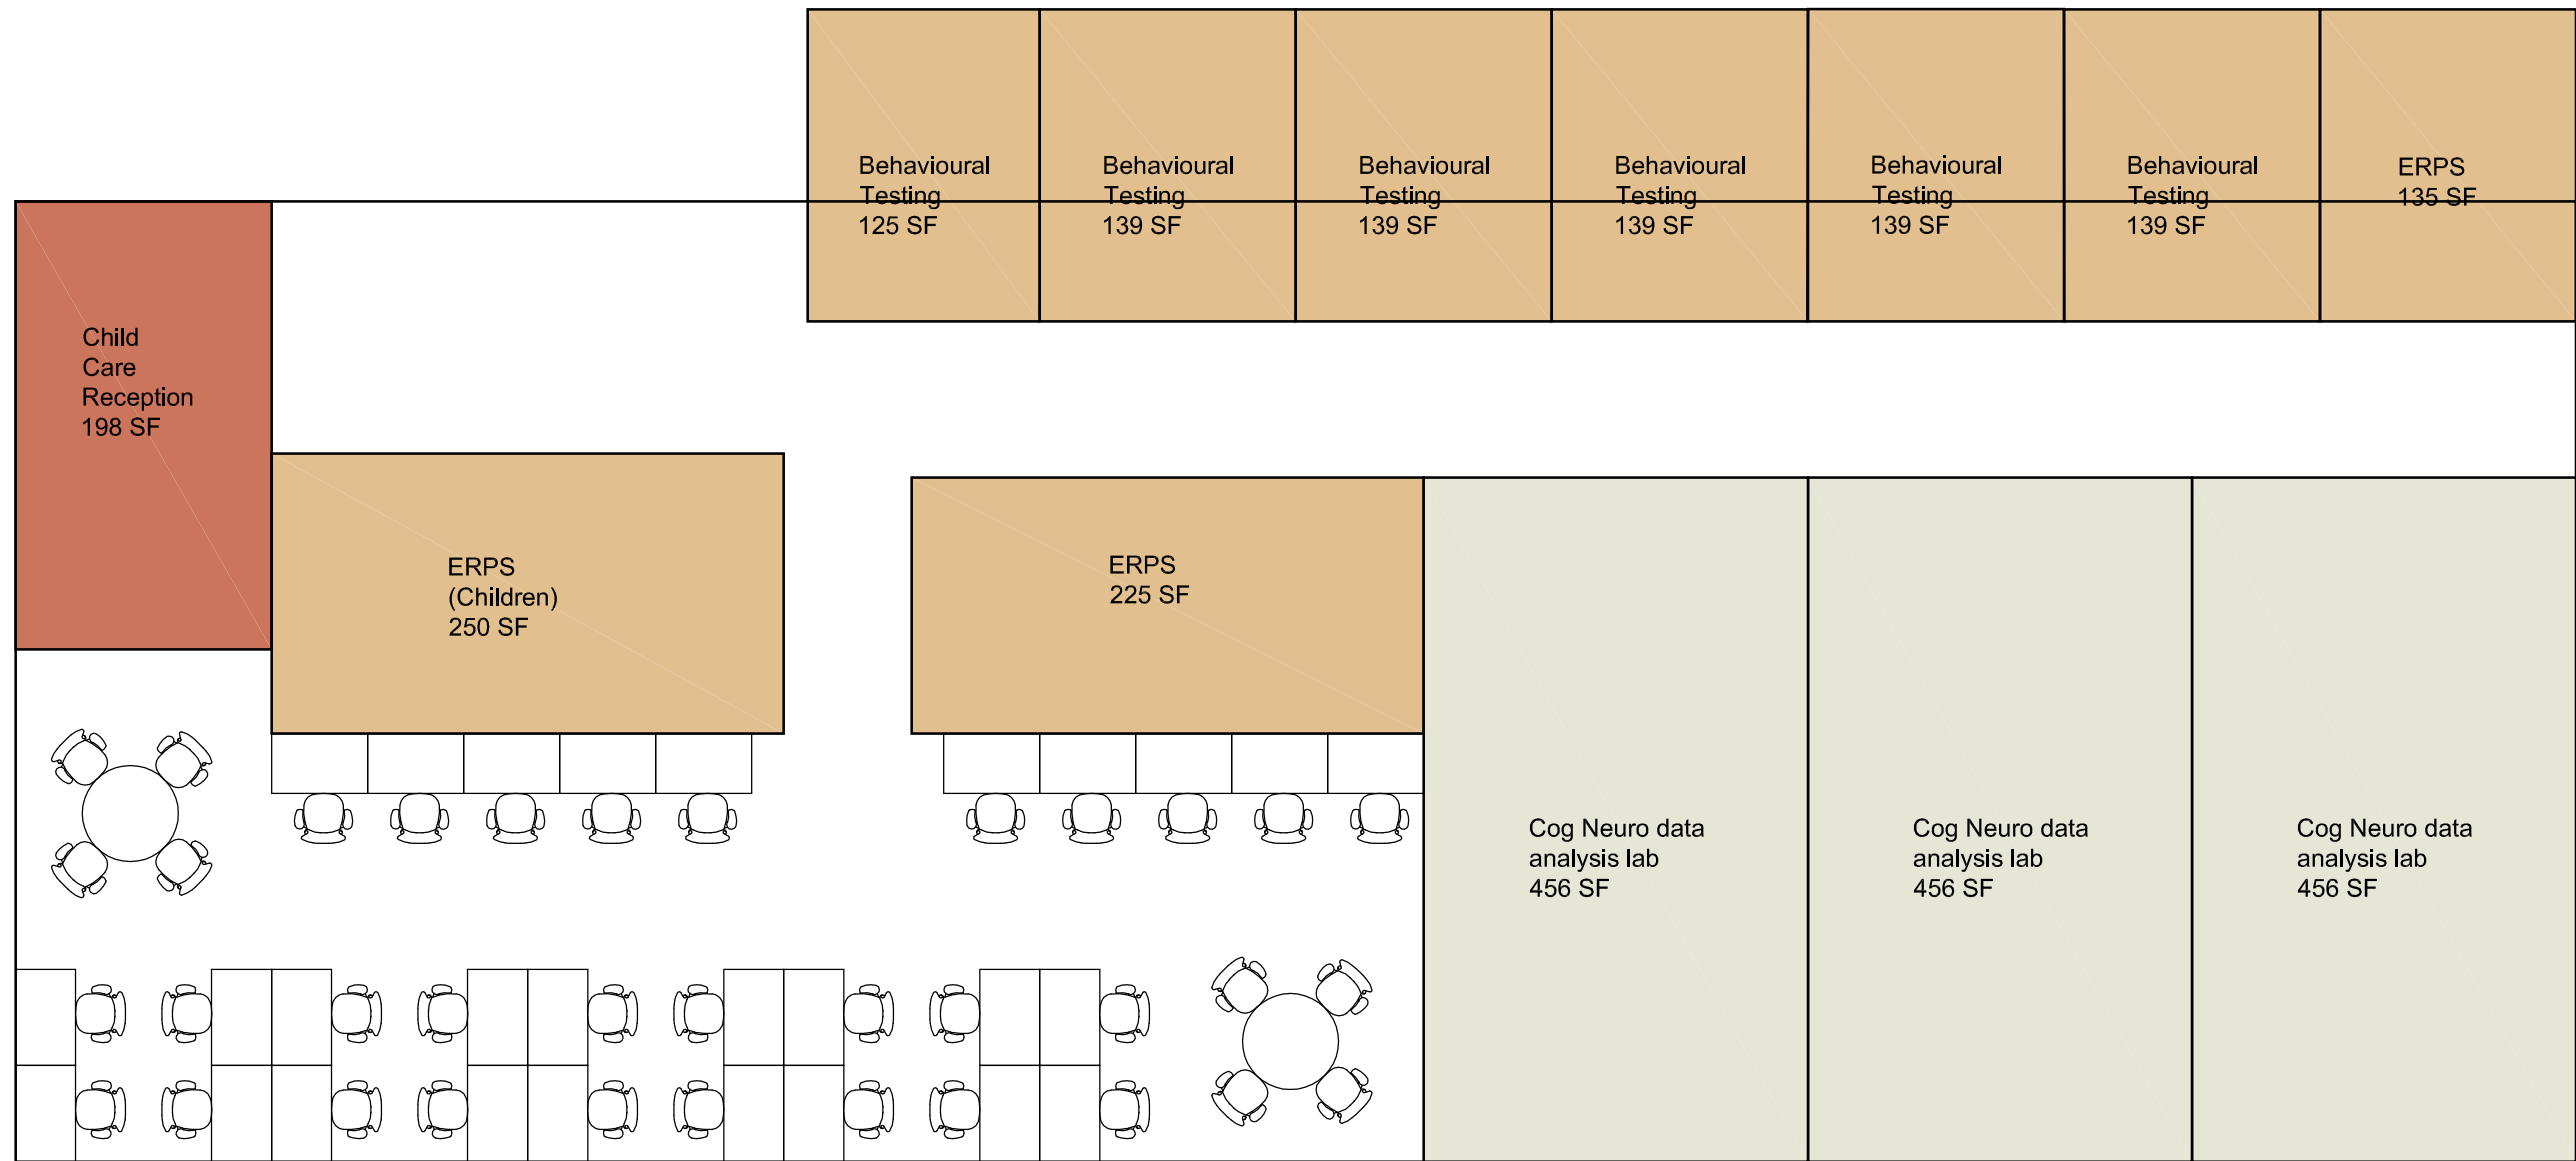 Behavioural
Testing
125 SF
Behavioural
Testing
139 SF
Behavioural
Testing
139 SF
Behavioural
Testing
139 SF
Behavioural
Testing
139 SF
Behavioural
Testing
139 SF
ERPS
135 SF
Child
Care
Reception
198 SF
ERPS
(Children)
250 SF
ERPS
225 SF
Cog Neuro data
analysis lab
456 SF
Cog Neuro data
analysis lab
456 SF
Cog Neuro data
analysis lab
456 SF